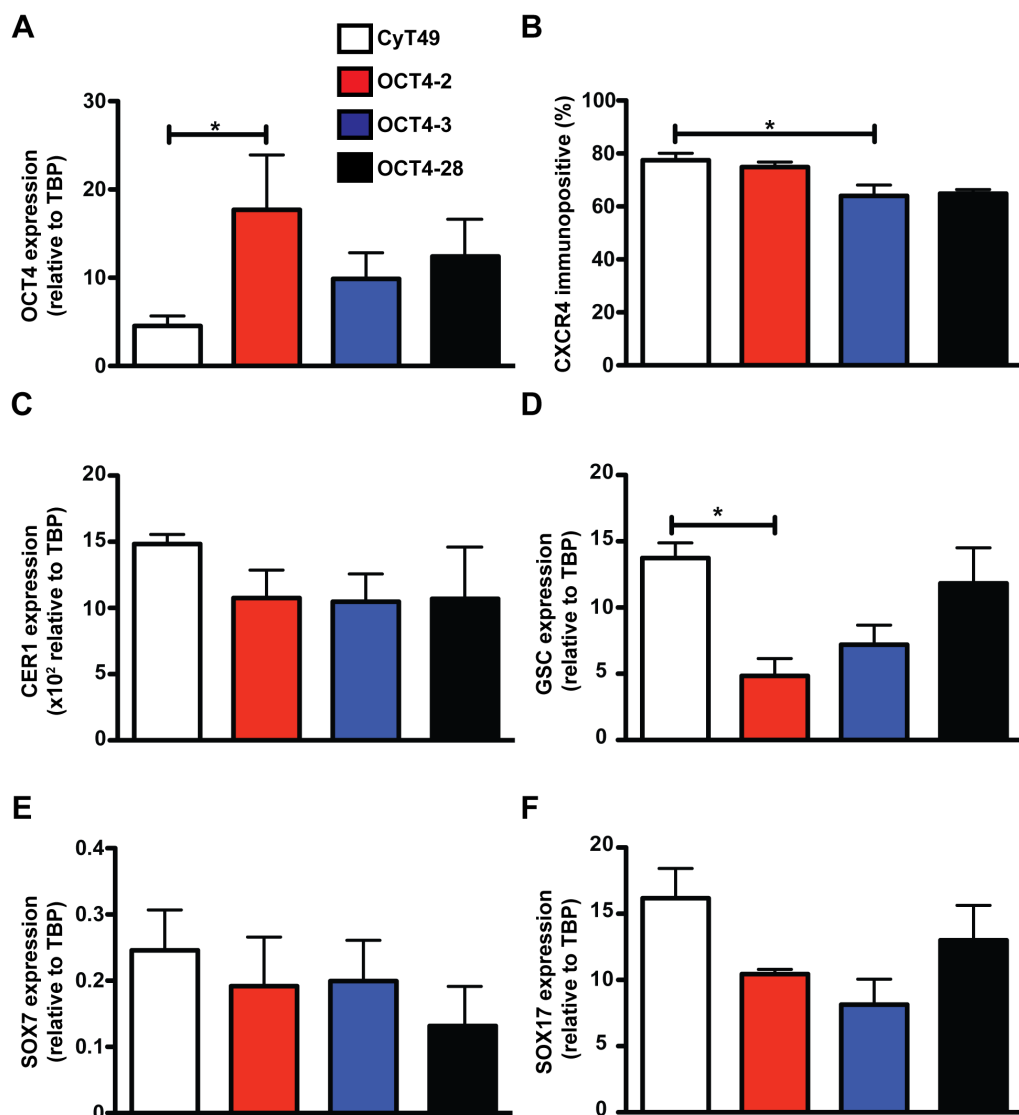 A
CyT49
OCT4-2
OCT4-3
OCT4-28
OCT4 expression
(relative to TBP)
30
20
10
0
*
B
CXCR4 immunopositive (%)
100
80
60
40
20
0
*
C
CER1 expression
(x10² relative to TBP)
20
15
10
5
0
D
GSC expression
(relative to TBP)
20
15
10
5
0
*
E
SOX7 expression
(relative to TBP)
0.4
0.3
0.2
0.1
0
F
SOX17 expression
(relative to TBP)
20
15
10
5
0